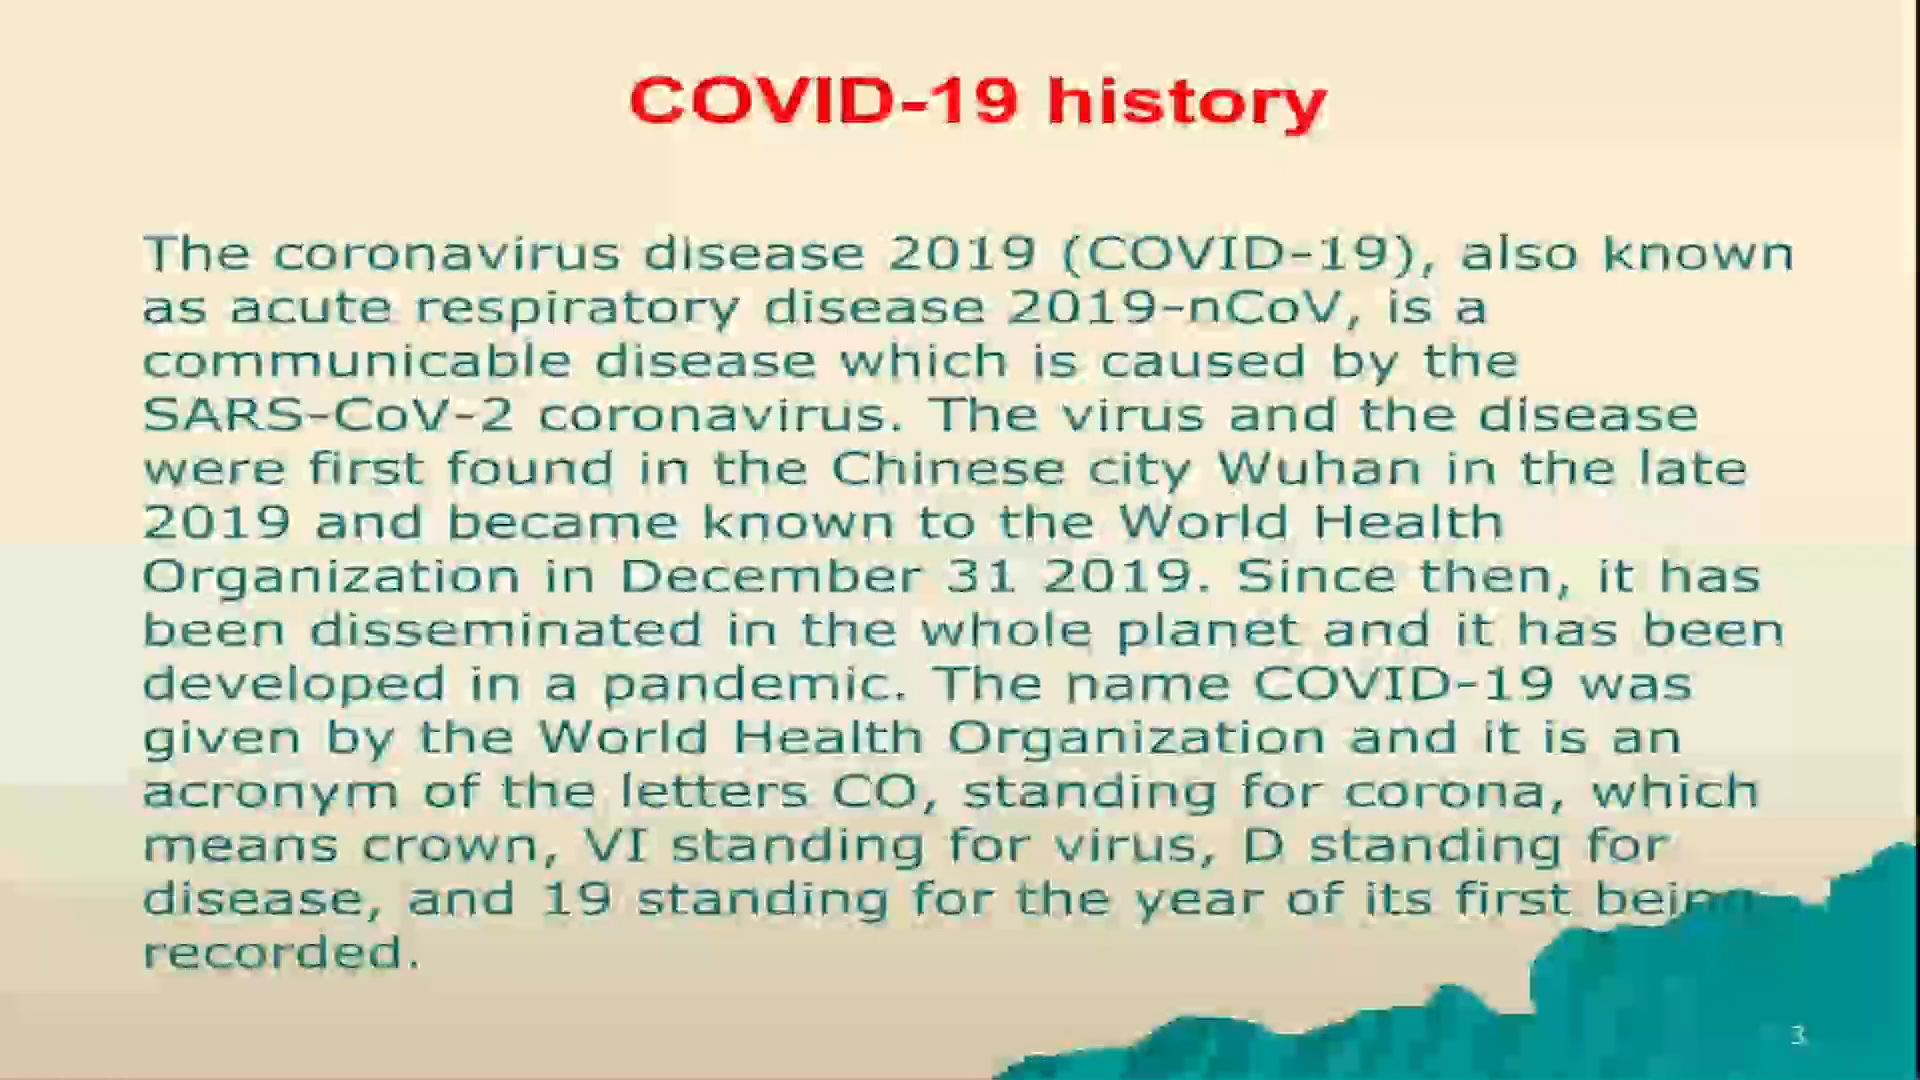 COVID-19 history
The coronavirus disease 2019 (COVID-19), also known
as acute respiratory disease 2019-nCoV, is a
communicable disease which is caused by the
SARS-CoV-2 coronavirus. The virus and the disease
were first found in the Chinese city Wuhan in the late
2019 and became known to the World Health
Organization in December 31 2019. Since then, it has
been disseminated in the whole planet and it has been
developed in a pandemic. The name COVID-19 was
given by the World Health Organization and it is an
acronym of the letters CO, standing for corona, which
means crown, VI standing for virus, D standing for
disease, and 19 standing for the year of its first being
recorded.
3